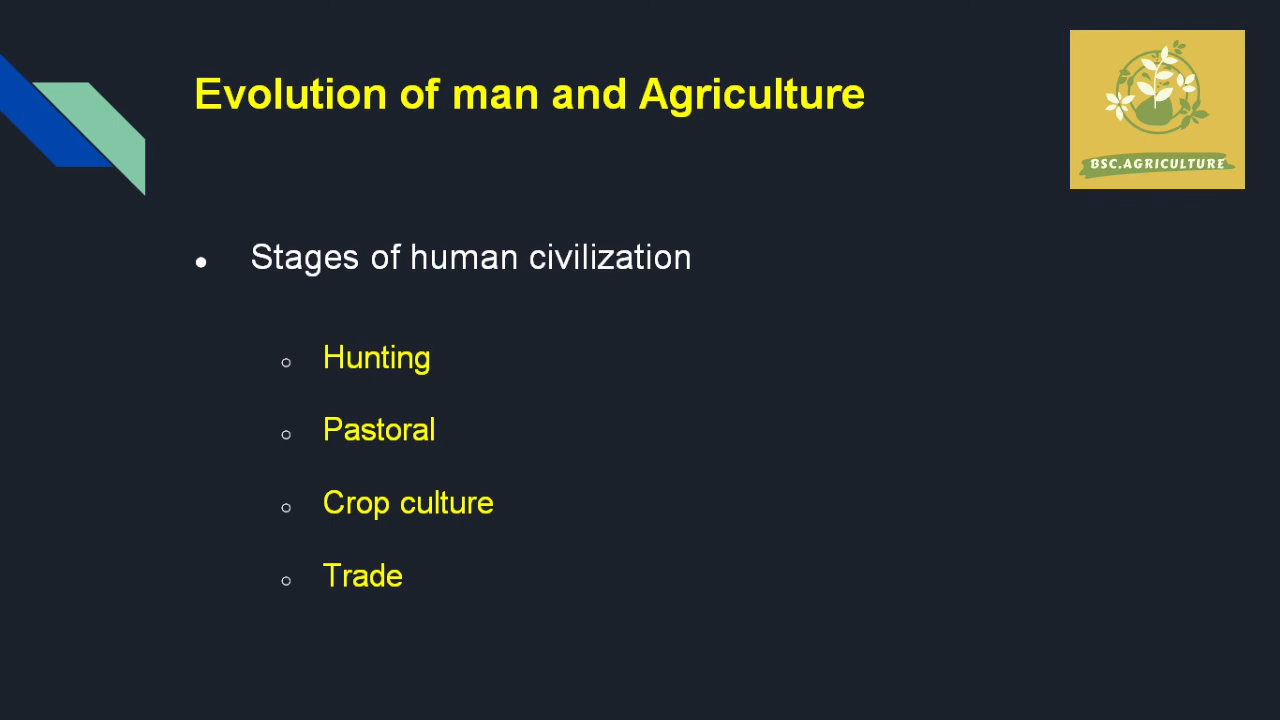 Evolution of man and Agriculture
BSC.AGRICULTURE
Stages of human civilization
Hunting
Pastoral
Crop culture
Trade